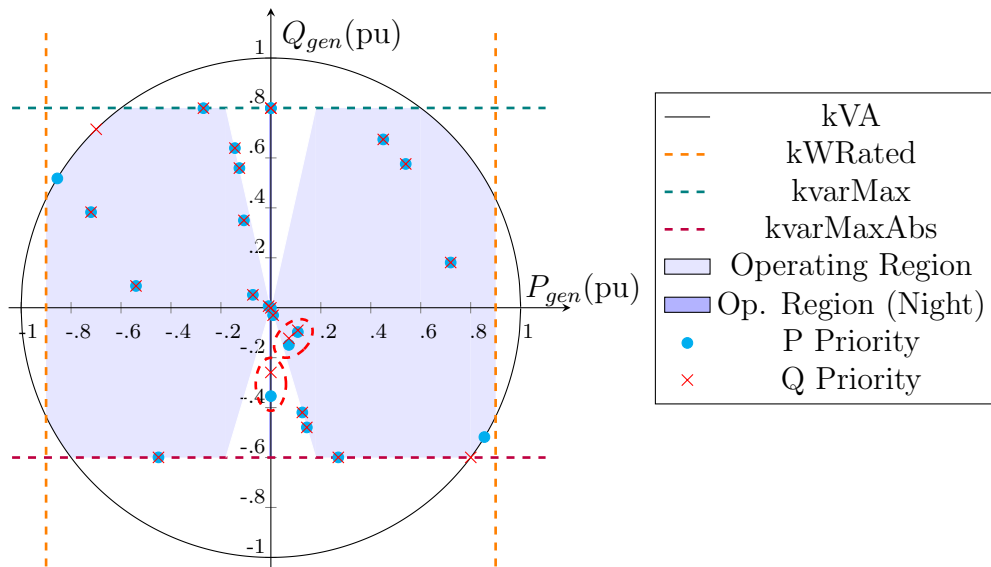 Q_gen(pu)
1
.8
.6
.4
.2
P_gen(pu)
-1 -.8 -.6 -.4 -.2 .2 .4 .6 .8 1
-.2
-.4
-.6
-.8
-1
kVA
kWRated
kvarMax
kvarMaxAbs
Operating Region
Op. Region (Night)
P Priority
Q Priority